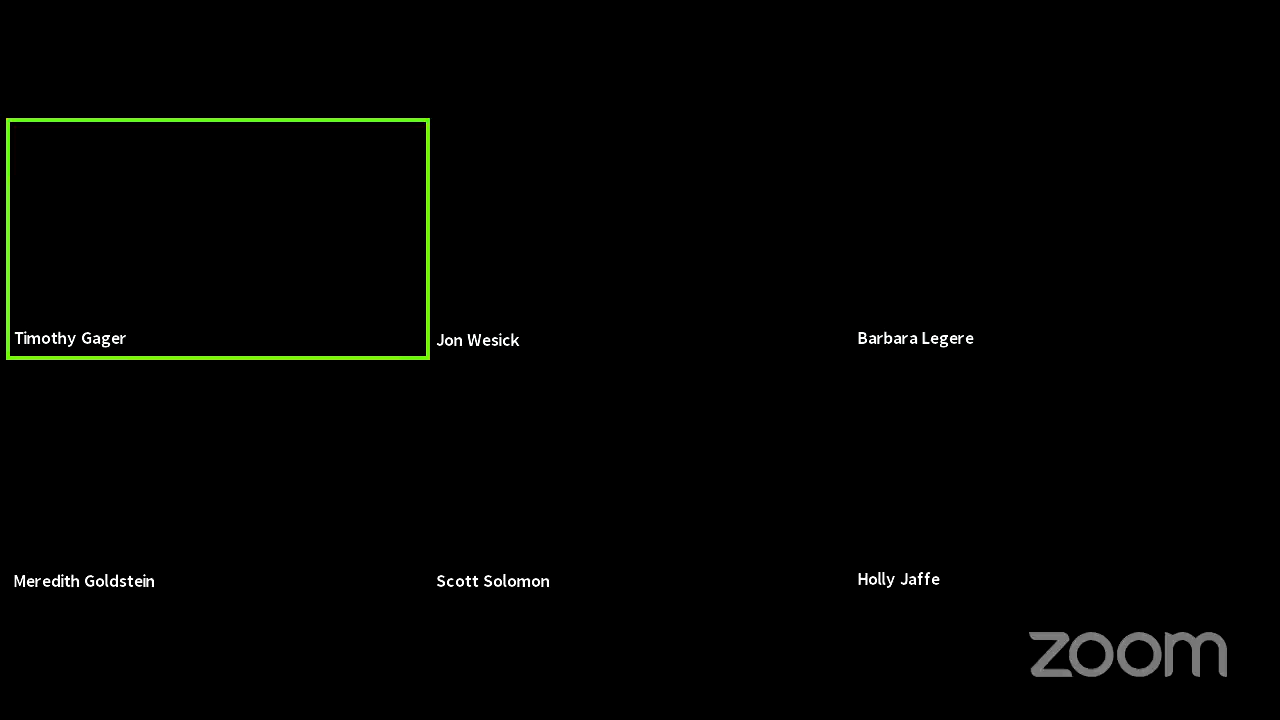 Timothy Gager
Jon Wesick
Barbara Legere
Meredith Goldstein
Scott Solomon
Holly Jaffe
zoom